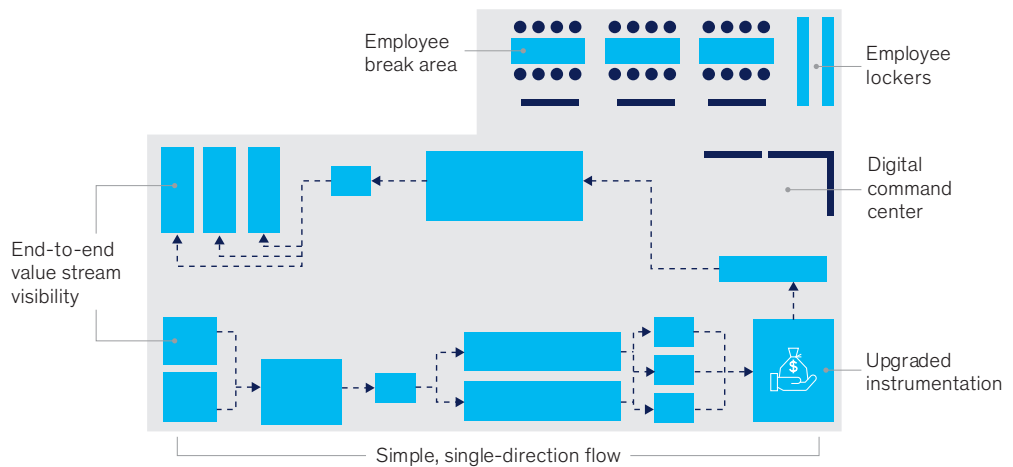 Employee
break area
Employee
lockers
Digital
command
center
End-to-end
value stream
visibility
$
Upgraded
instrumentation
Simple, single-direction flow